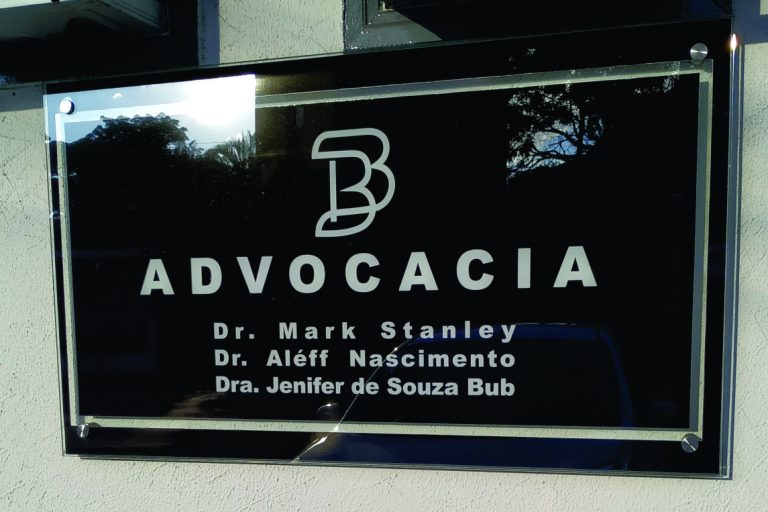 B
ADVOCACIA
Dr. Mark Stanley
Dr. Aléff Nascimento
Dra. Jenifer de Souza Bub